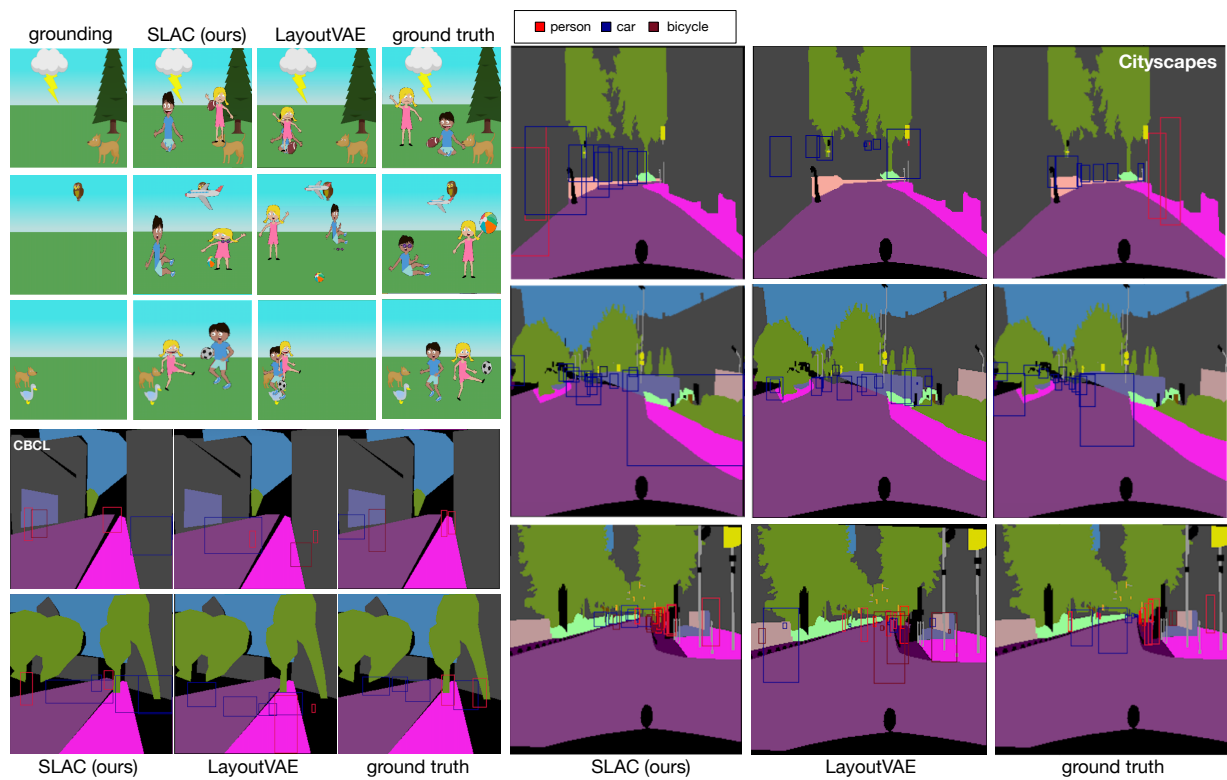 grounding SLAC (ours) LayoutVAE ground truth
person car bicycle
Cityscapes
CBCL
SLAC (ours) LayoutVAE ground truth
SLAC (ours) LayoutVAE ground truth